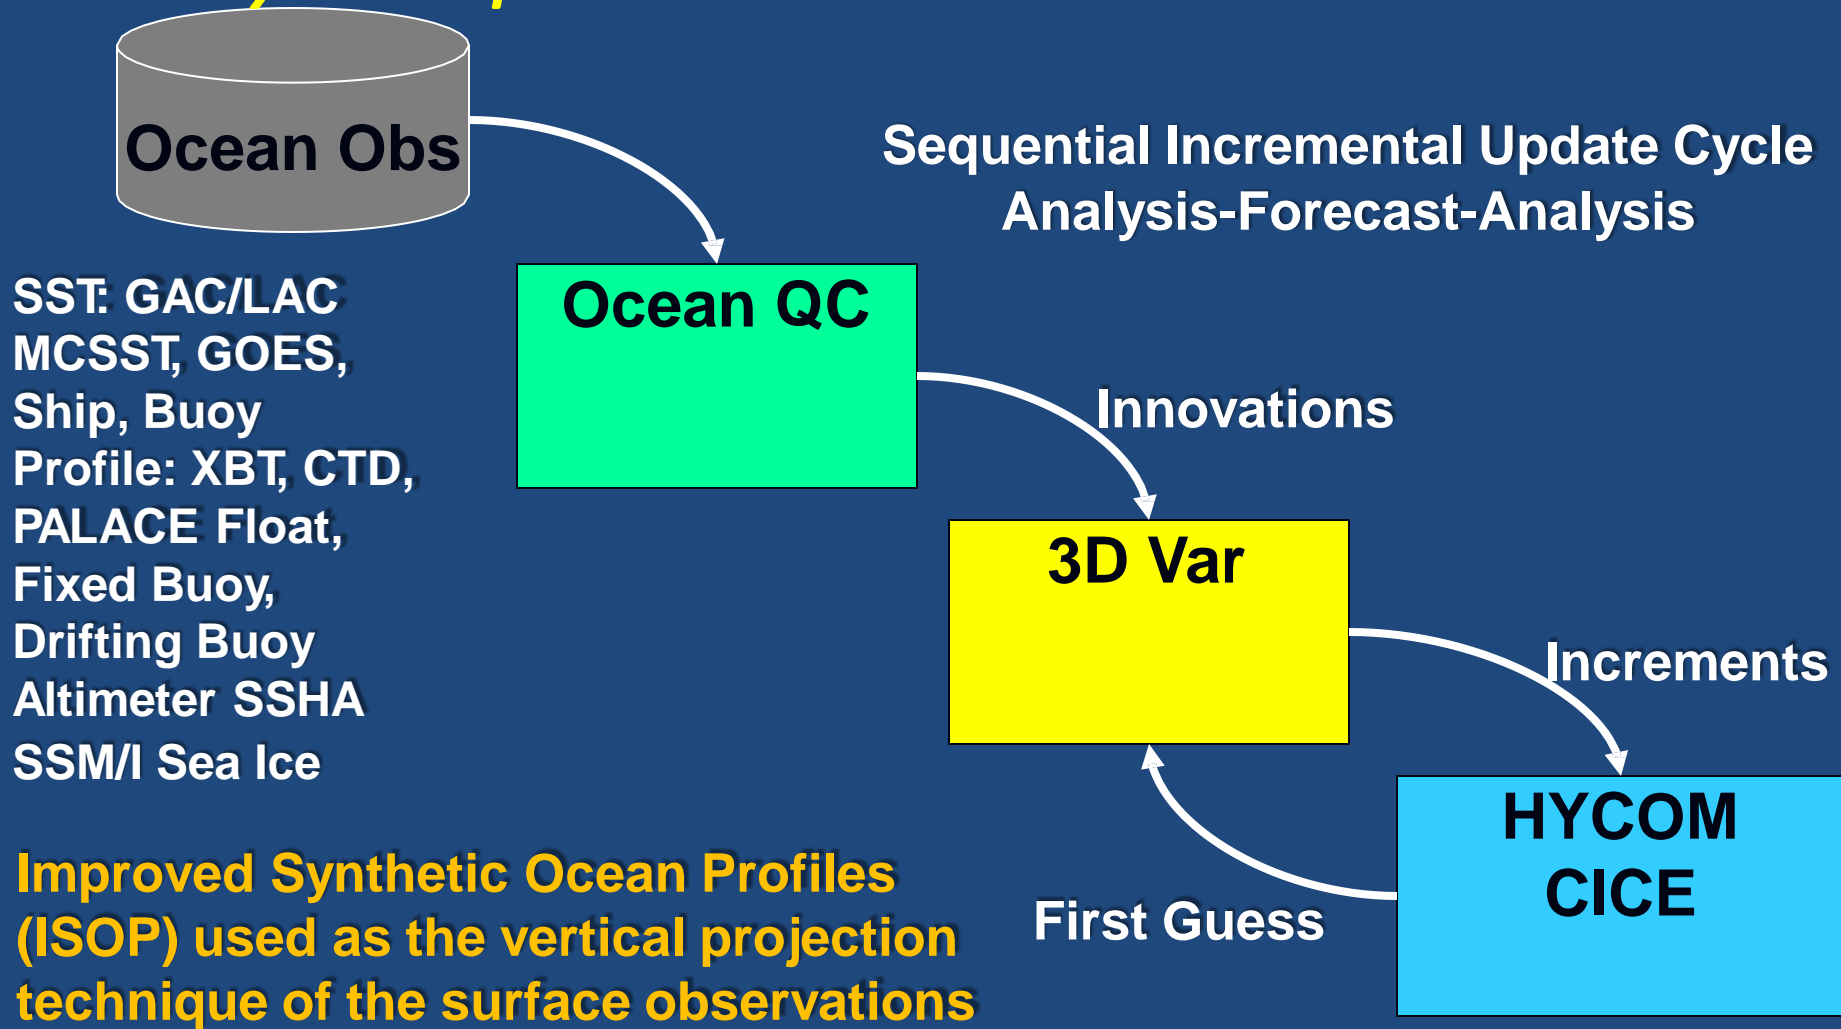 Ocean Obs
Sequential Incremental Update Cycle
Analysis-Forecast-Analysis
SST: GAC/LAC
MCSST, GOES,
Ship, Buoy
Profile: XBT, CTD,
PALACE Float,
Fixed Buoy,
Drifting Buoy
Altimeter SSHA
SSM/I Sea Ice
Ocean QC
Innovations
3D Var
Increments
HYCOM
CICE
First Guess
Improved Synthetic Ocean Profiles
(ISOP) used as the vertical projection
technique of the surface observations